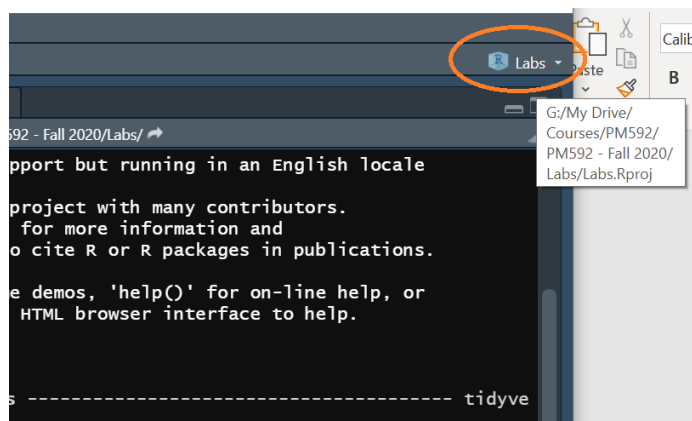 R Labs
Paste
Calib
B
G:/My Drive/
Courses/PM592/
PM592 - Fall 2020/
Labs/Labs.Rproj
592 - Fall 2020/Labs/
pport but running in an English locale
project with many contributors.
for more information and
o cite R or R packages in publications.
e demos, 'help()' for on-line help, or
HTML browser interface to help.
s --------------------------------------- tidyve